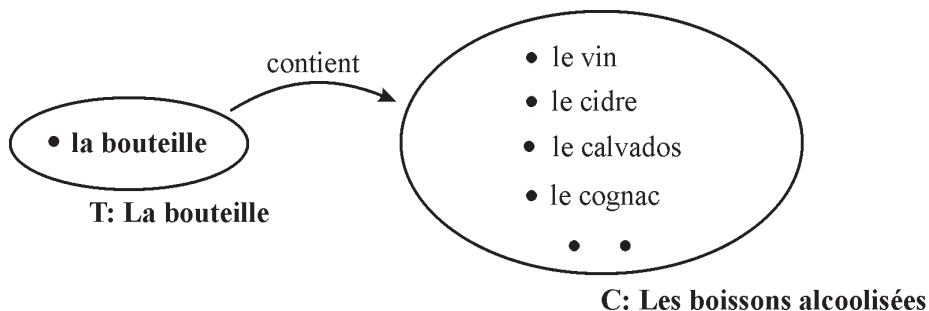 contient
• la bouteille
T: La bouteille
• le vin
• le cidre
• le calvados
• le cognac
• •
C: Les boissons alcoolisées